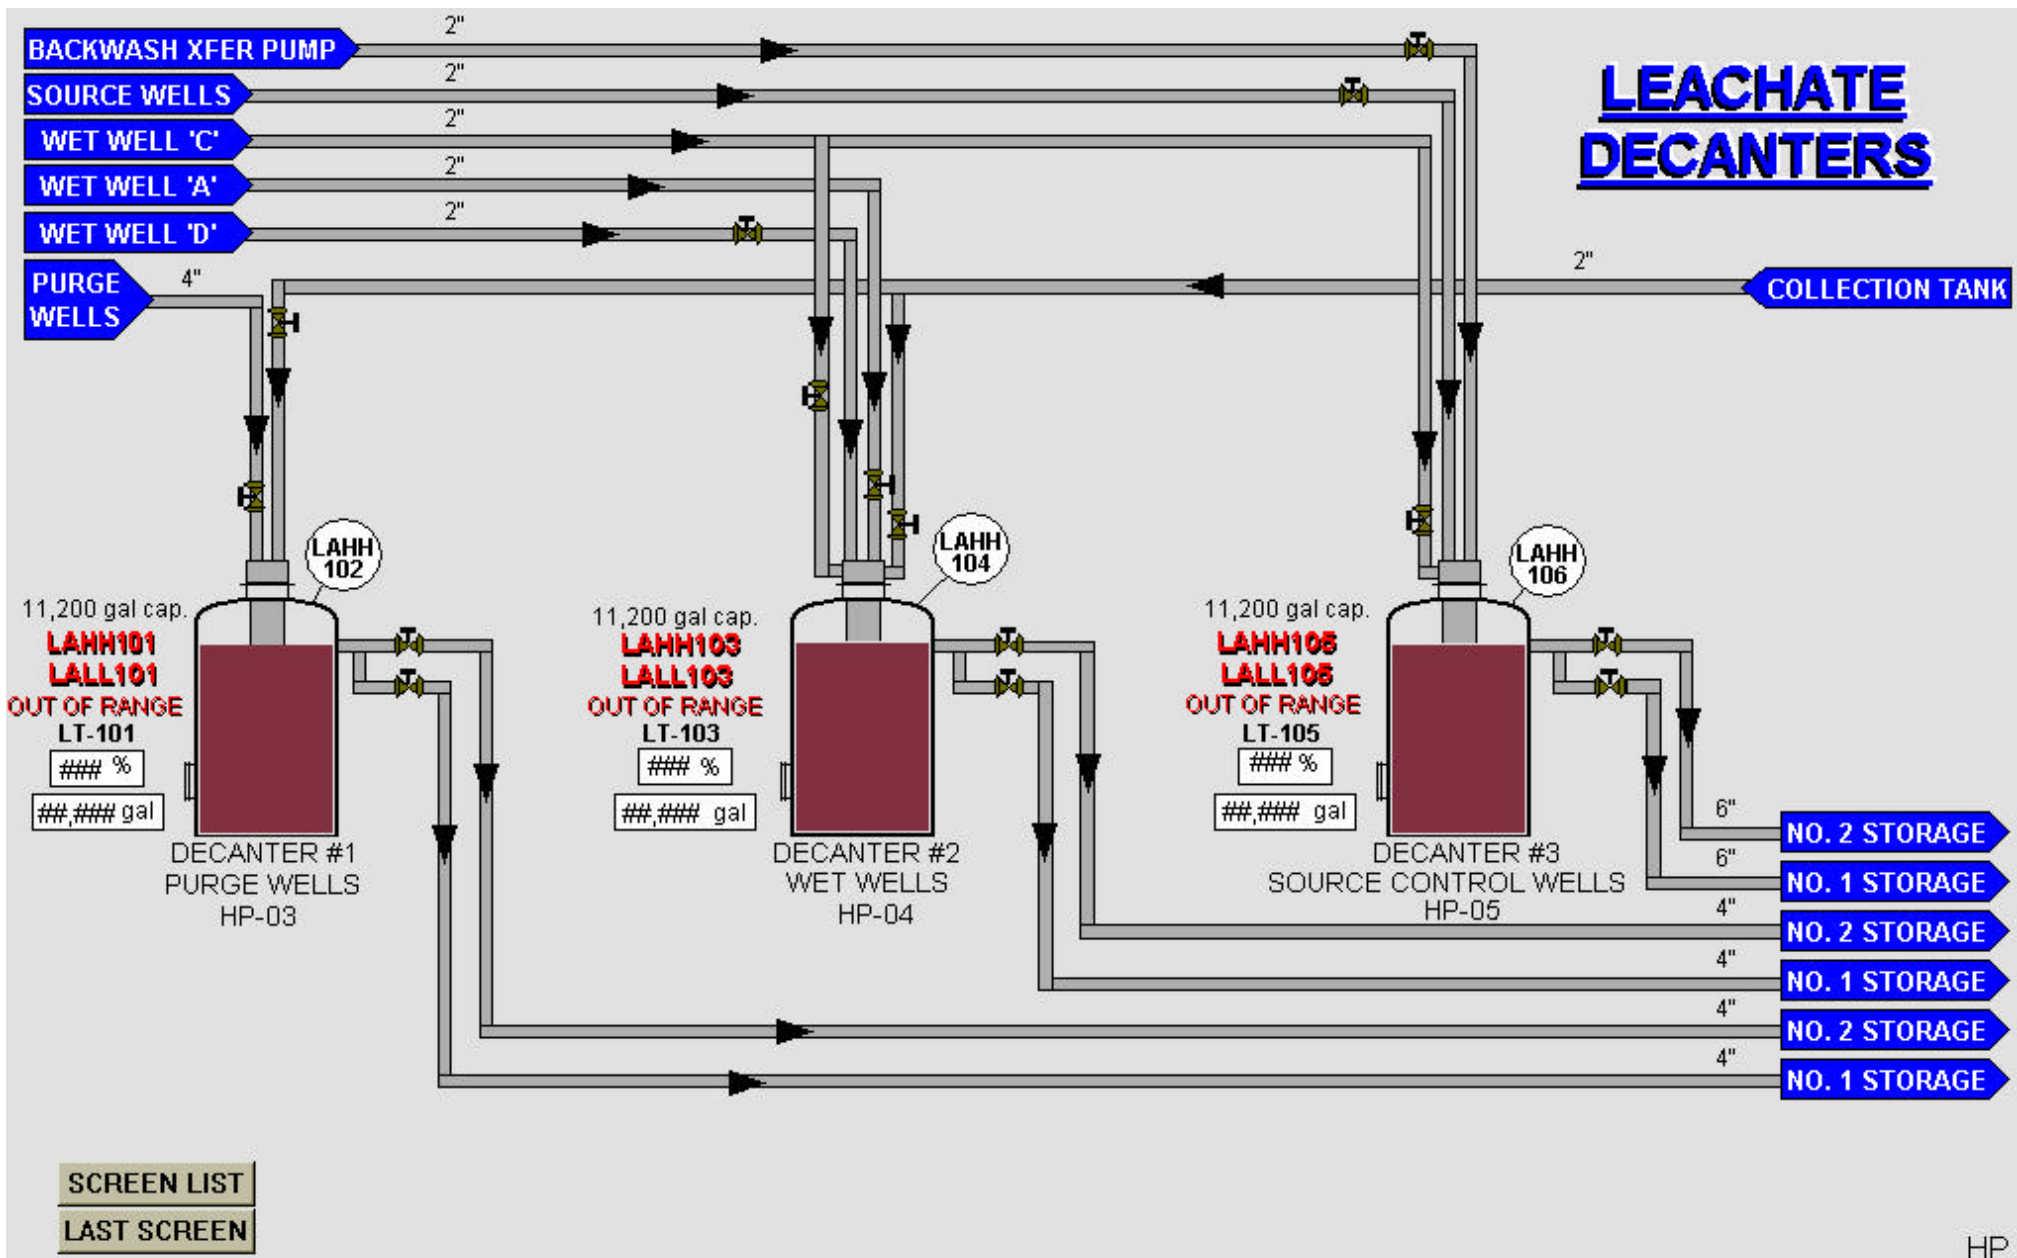 BACKWASH XFER PUMP
2"
SOURCE WELLS
2"
WET WELL 'C'
2"
WET WELL 'A'
2"
WET WELL 'D'
2"
PURGE
WELLS
4"
LEACHATE
DECANTERS
2"
COLLECTION TANK
LAHH
102
11,200 gal cap.
LAHH101
LALL101
OUT OF RANGE
LT-101
### %
##,### gal
DECANTER #1
PURGE WELLS
HP-03
LAHH
104
11,200 gal cap.
LAHH103
LALL103
OUT OF RANGE
LT-103
### %
##,### gal
DECANTER #2
WET WELLS
HP-04
LAHH
106
11,200 gal cap.
LAHH105
LALL105
OUT OF RANGE
LT-105
### %
##,### gal
DECANTER #3
SOURCE CONTROL WELLS
HP-05
6"
NO. 2 STORAGE
6"
NO. 1 STORAGE
4"
NO. 2 STORAGE
4"
NO. 1 STORAGE
4"
NO. 2 STORAGE
4"
NO. 1 STORAGE
SCREEN LIST
LAST SCREEN
HP